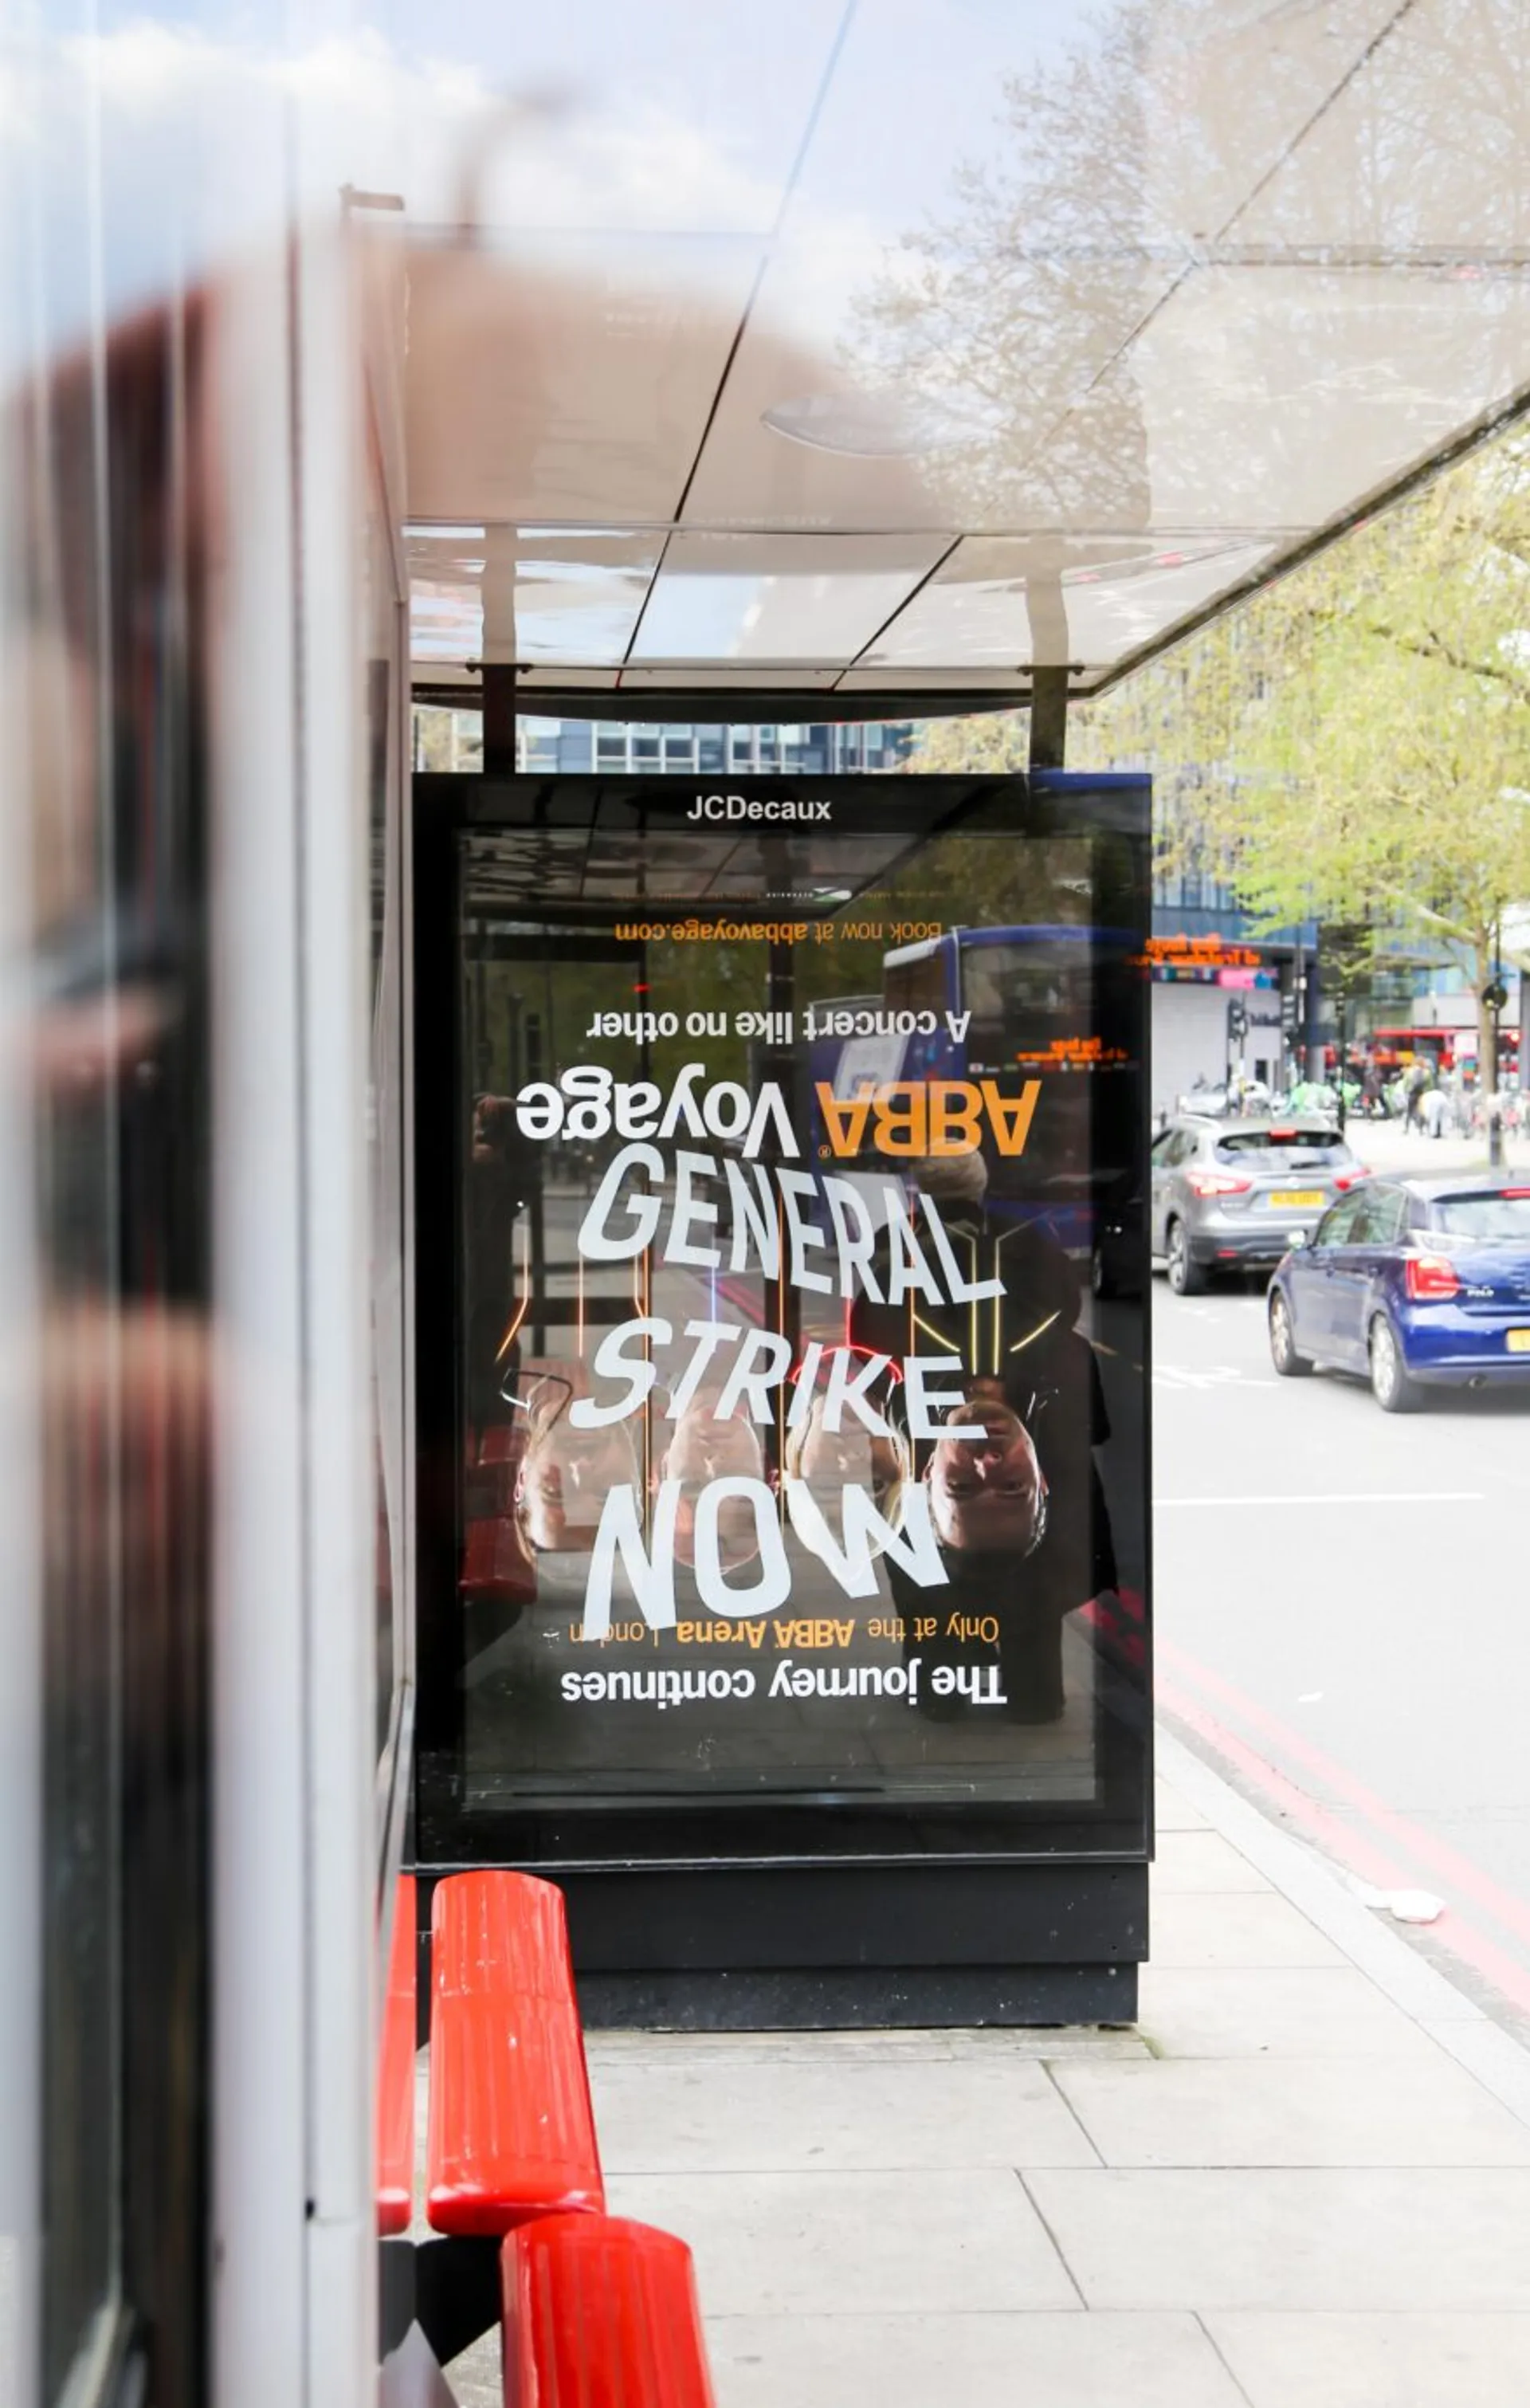 JCDecaux
Book now at abbavoyage.com
A concert like no other
ABBA® Voyage
GENERAL
STRIKE
NOW
Only at the ABBA Arena London
The journey continues
POLO